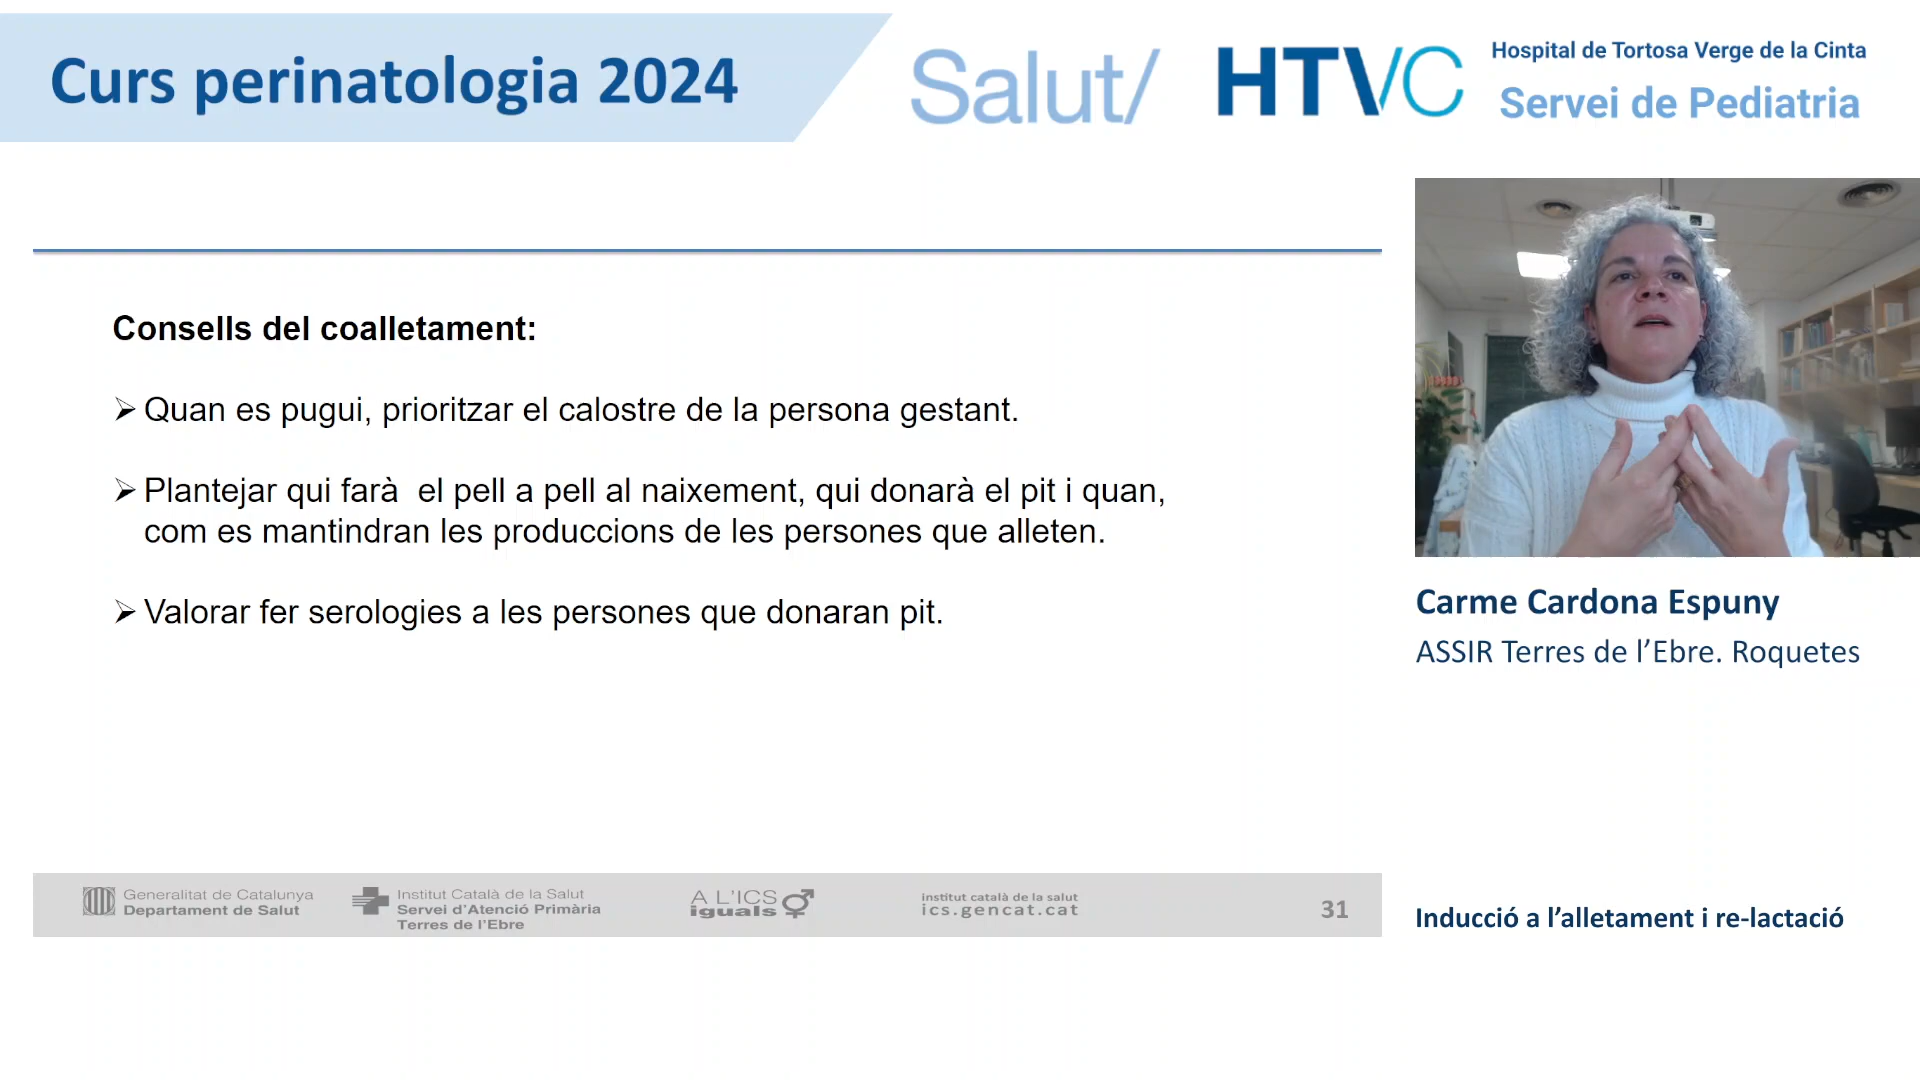 Curs perinatologia 2024
Salut/
HTVC
Hospital de Tortosa Verge de la Cinta
Servei de Pediatria
Consells del coalletament:
Quan es pugui, prioritzar el calostre de la persona gestant.
Plantejar qui farà  el pell a pell al naixement, qui donarà el pit i quan,
com es mantindran les produccions de les persones que alleten.
Valorar fer serologies a les persones que donaran pit.
Carme Cardona Espuny
ASSIR Terres de l'Ebre. Roquetes
Generalitat de Catalunya
Departament de Salut
Institut Català de la Salut
Servei d'Atenció Primària
Terres de l'Ebre
A L'ICS
iguals
institut català de la salut
ics.gencat.cat
31
Inducció a l'alletament i re-lactació